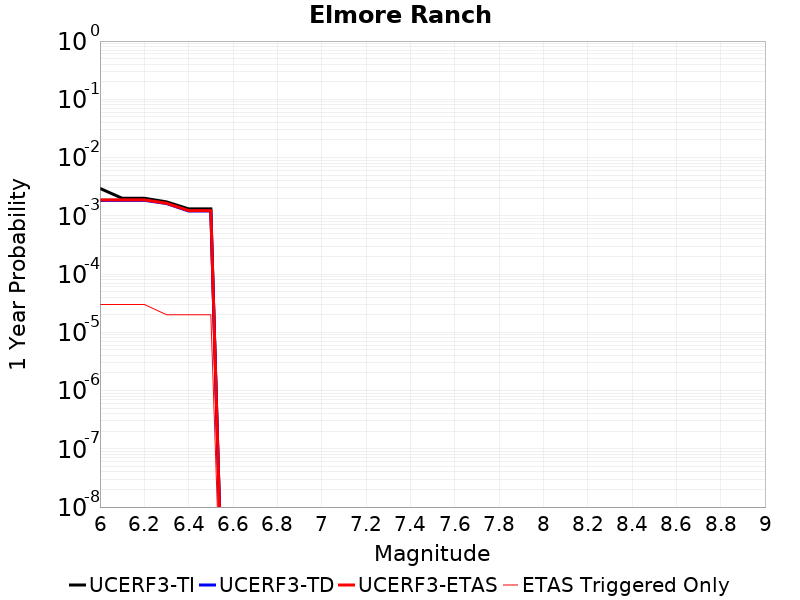 Elmore Ranch
1 Year Probability
10^0
10^-1
10^-2
10^-3
10^-4
10^-5
10^-6
10^-7
10^-8
6 6.2 6.4 6.6 6.8 7 7.2 7.4 7.6 7.8 8 8.2 8.4 8.6 8.8 9
Magnitude
UCERF3-TI UCERF3-TD UCERF3-ETAS ETAS Triggered Only